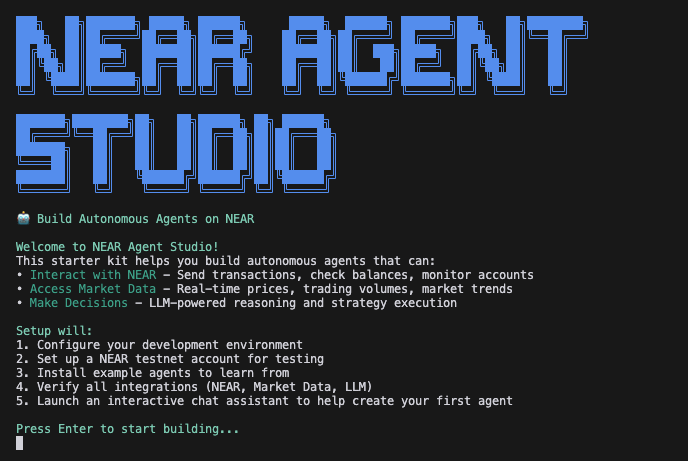 NEAR AGENT
STUDIO
🤖 Build Autonomous Agents on NEAR
Welcome to NEAR Agent Studio!
This starter kit helps you build autonomous agents that can:
• Interact with NEAR – Send transactions, check balances, monitor accounts
• Access Market Data – Real-time prices, trading volumes, market trends
• Make Decisions – LLM-powered reasoning and strategy execution
Setup will:
1. Configure your development environment
2. Set up a NEAR testnet account for testing
3. Install example agents to learn from
4. Verify all integrations (NEAR, Market Data, LLM)
5. Launch an interactive chat assistant to help create your first agent
Press Enter to start building...